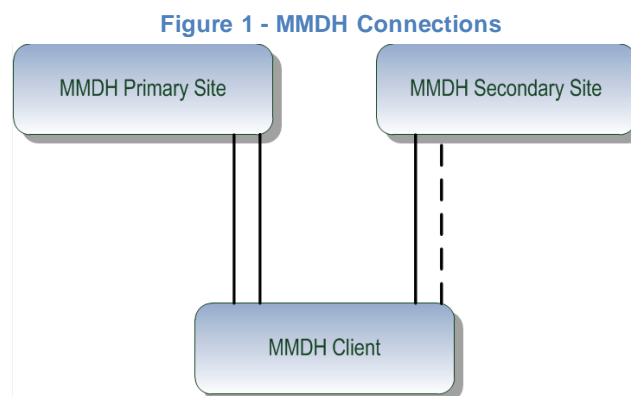 Figure 1 - MMDH Connections
MMDH Primary Site
MMDH Secondary Site
MMDH Client